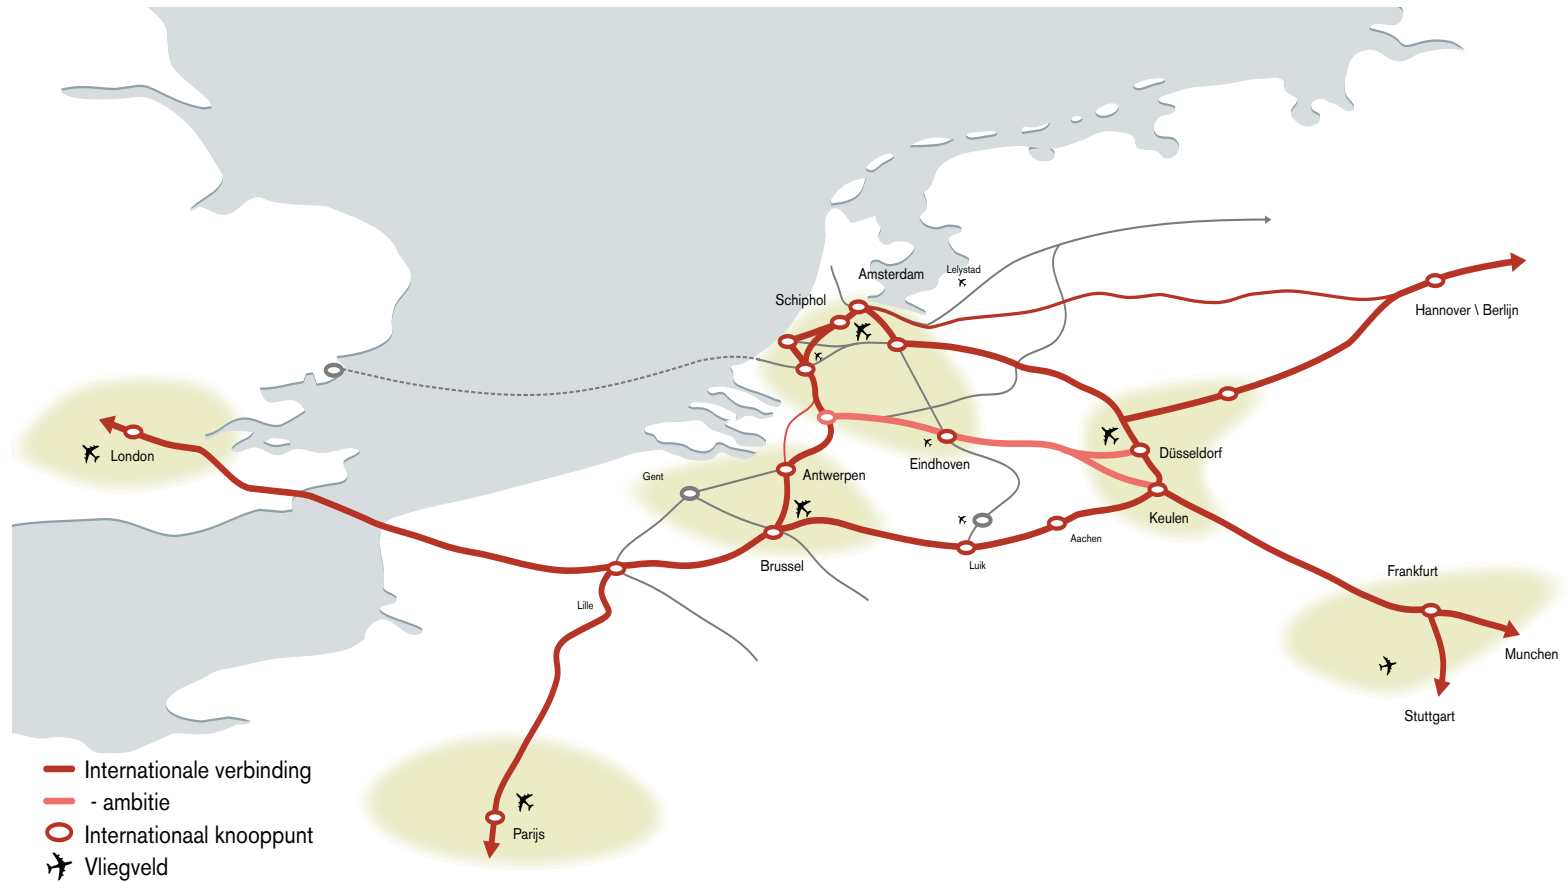 Amsterdam
Lelystad
Schiphol
Hannover \ Berlijn
London
Eindhoven
Düsseldorf
Gent
Antwerpen
Keulen
Aachen
Brussel
Luik
Frankfurt
Lille
Munchen
Stuttgart
Parijs
Internationale verbinding
- ambitie
Internationaal knooppunt
Vliegveld